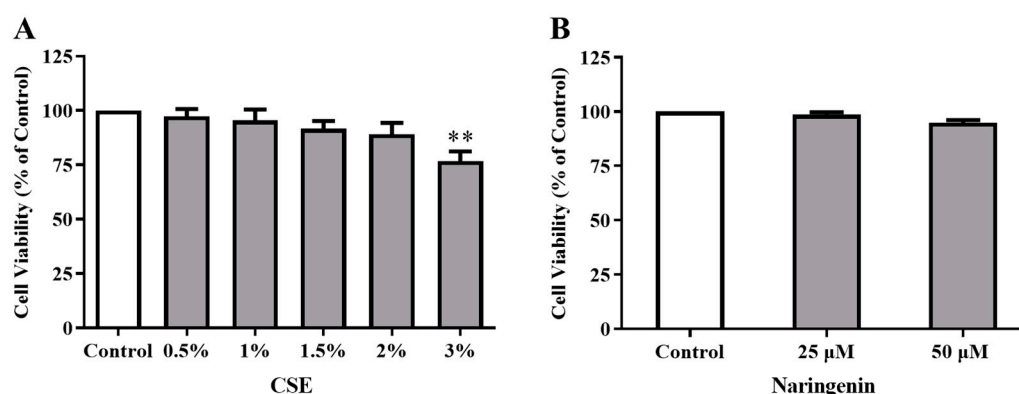 A
Cell Viability (% of Control)
125
100
75
50
25
0
**
Control 0.5% 1% 1.5% 2% 3%
CSE
B
Cell Viability (% of Control)
125
100
75
50
25
0
Control 25 μM 50 μM
Naringenin